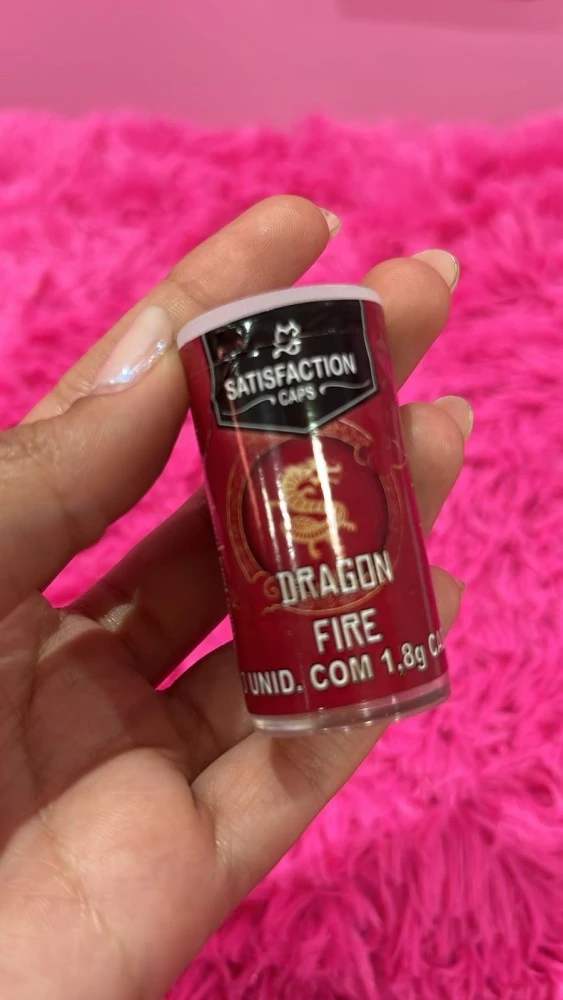 SATISFACTION
CAPS
DRAGON
FIRE
UNID. COM 1,8g